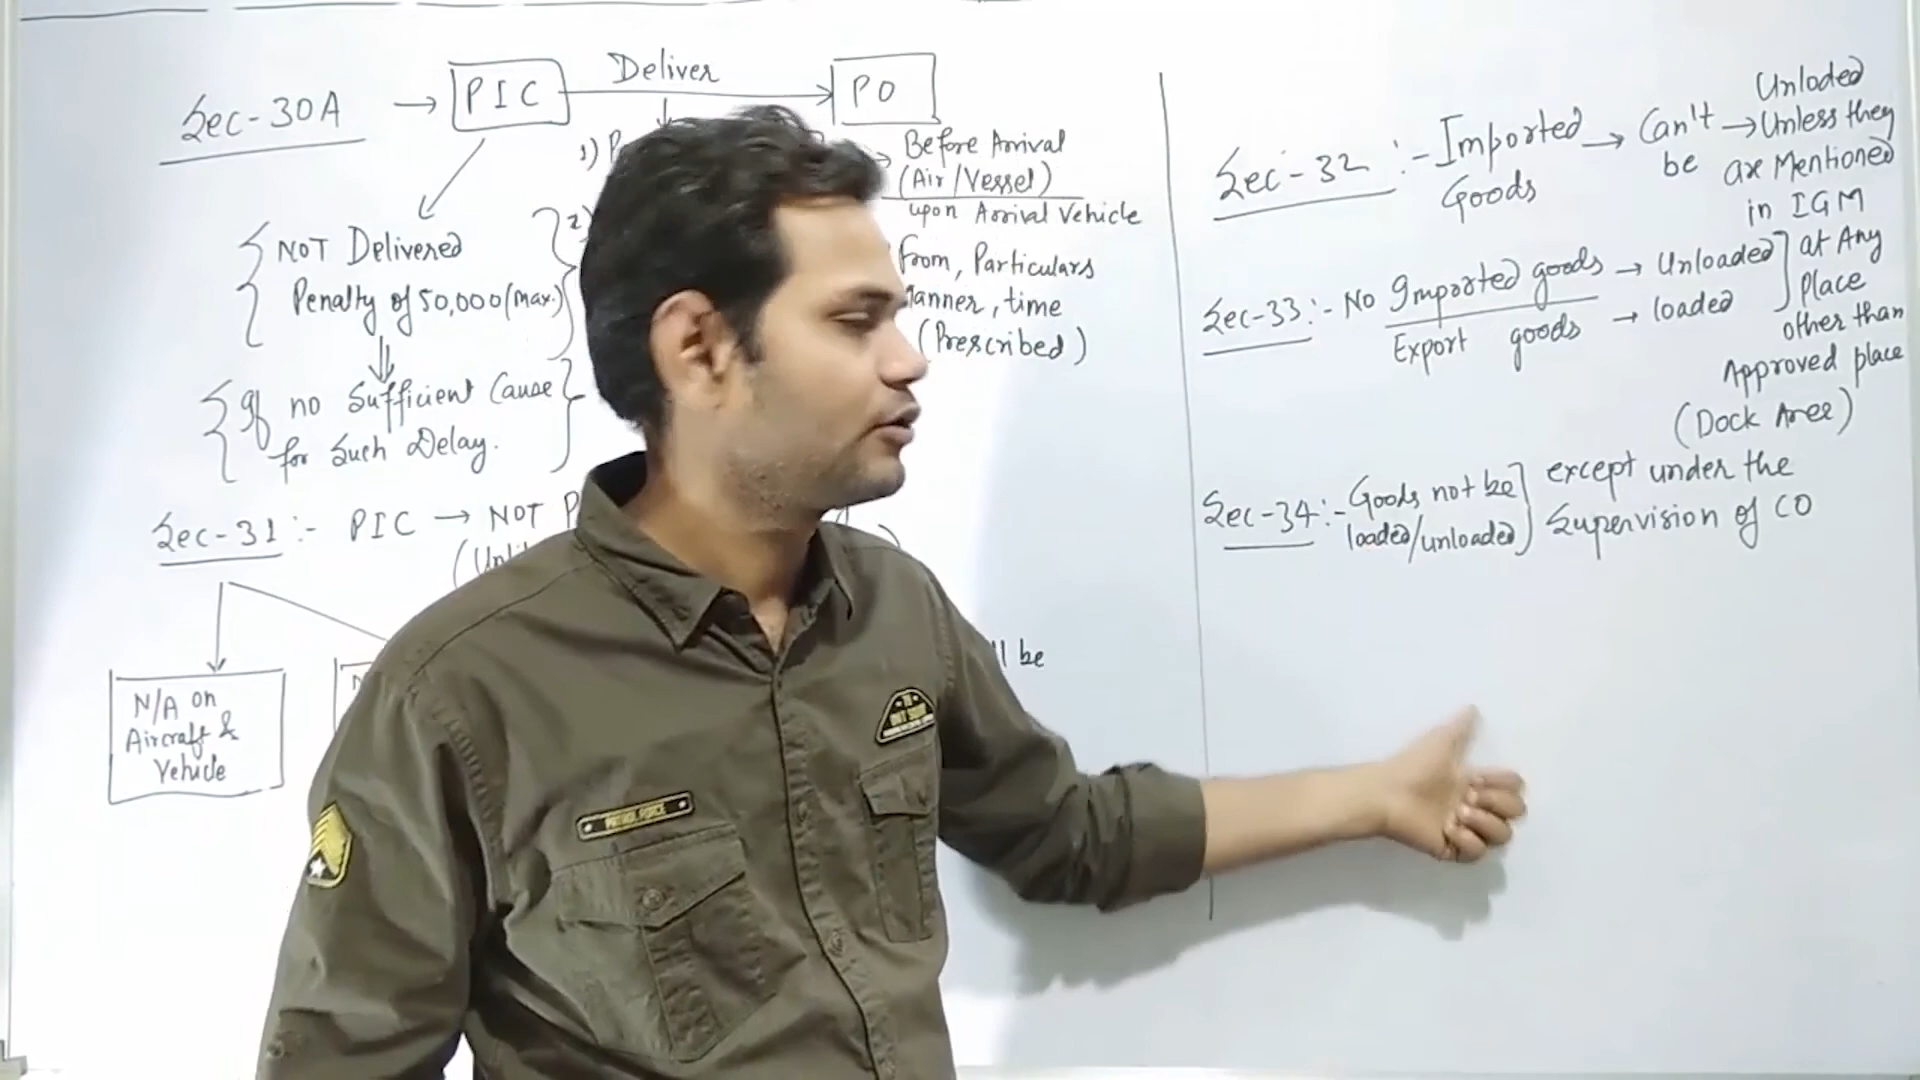 Sec-30A → PIC Deliver PO
1)
Before Arrival
(Air/Vessel)
upon Arrival Vehicle
2)
from, Particulars
Manner, time
(Prescribed)
NOT Delivered
Penalty of 50,000(max.)
If no Sufficient Cause
for Such Delay.
Sec-31:- PIC → NOT
be
N/A on
Aircraft &
Vehicle
Sec-32:- Imported Goods → Can't be → Unloded
Unless they
are Mentioned
in IGM
Sec-33:- No Imported goods → Unloaded
Export goods → loaded
at Any
Place
other than
Approved place
(Dock Area)
Sec-34:- Goods not be
loaded/unloaded
except under the
Supervision of CO